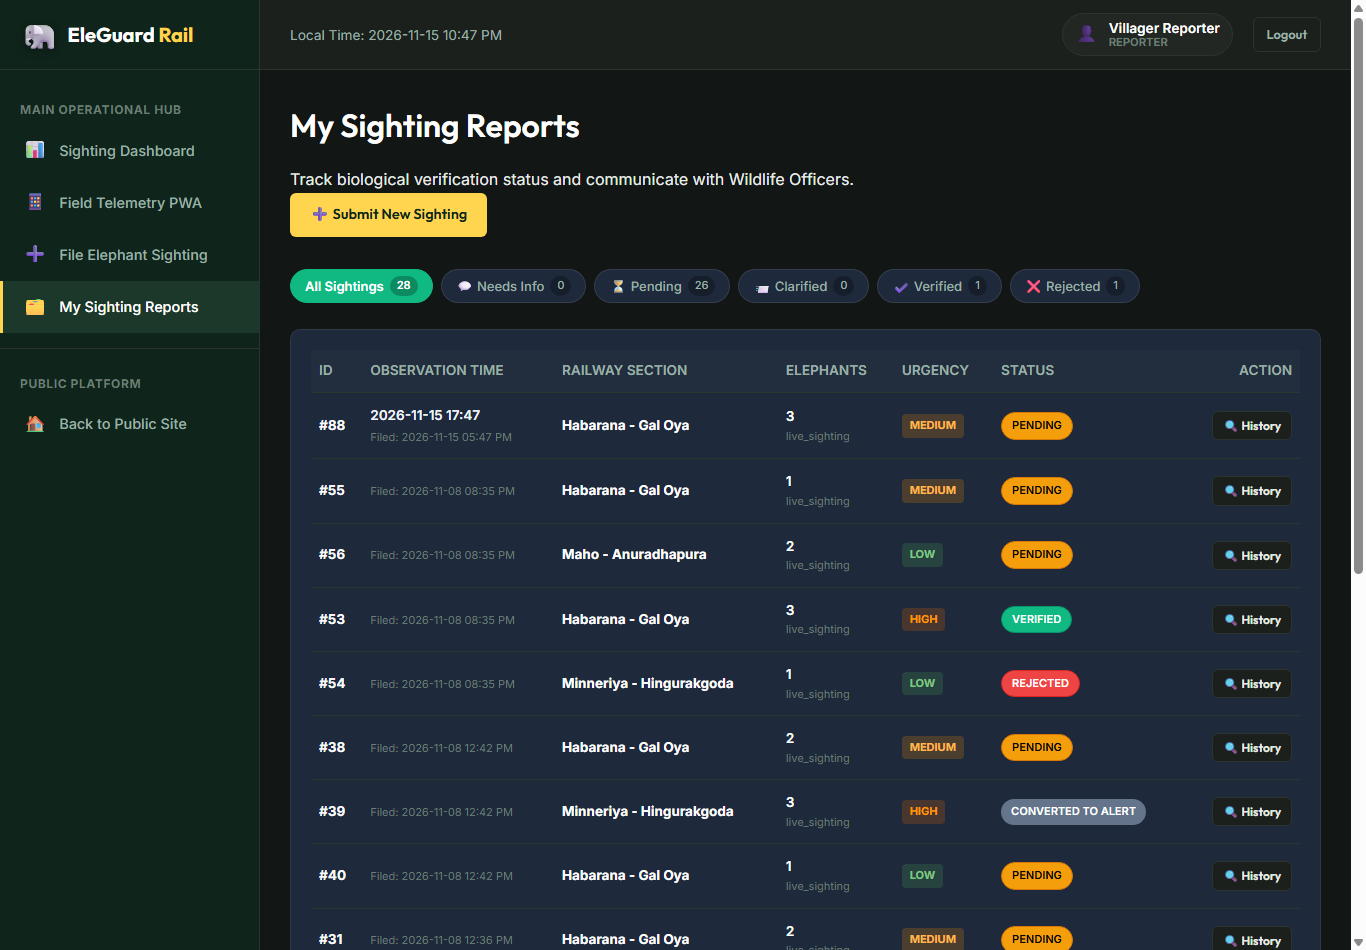 EleGuard Rail
Local Time: 2026-11-15 10:47 PM
Villager Reporter
REPORTER
Logout
MAIN OPERATIONAL HUB
Sighting Dashboard
Field Telemetry PWA
File Elephant Sighting
My Sighting Reports
PUBLIC PLATFORM
Back to Public Site
My Sighting Reports
Track biological verification status and communicate with Wildlife Officers.
Submit New Sighting
All Sightings 28
Needs Info 0
Pending 26
Clarified 0
Verified 1
Rejected 1
ID OBSERVATION TIME RAILWAY SECTION ELEPHANTS URGENCY STATUS ACTION
#88 2026-11-15 17:47 Habarana - Gal Oya 3 MEDIUM PENDING History
Filed: 2026-11-15 05:47 PM live_sighting
#55 Filed: 2026-11-08 08:35 PM Habarana - Gal Oya 1 MEDIUM PENDING History
live_sighting
#56 Filed: 2026-11-08 08:35 PM Maho - Anuradhapura 2 LOW PENDING History
live_sighting
#53 Filed: 2026-11-08 08:35 PM Habarana - Gal Oya 3 HIGH VERIFIED History
live_sighting
#54 Filed: 2026-11-08 08:35 PM Minneriya - Hingurakgoda 1 LOW REJECTED History
live_sighting
#38 Filed: 2026-11-08 12:42 PM Habarana - Gal Oya 2 MEDIUM PENDING History
live_sighting
#39 Filed: 2026-11-08 12:42 PM Minneriya - Hingurakgoda 3 HIGH CONVERTED TO ALERT History
live_sighting
#40 Filed: 2026-11-08 12:42 PM Habarana - Gal Oya 1 LOW PENDING History
live_sighting
#31 Filed: 2026-11-08 12:36 PM Habarana - Gal Oya 2 MEDIUM PENDING History
live_sighting